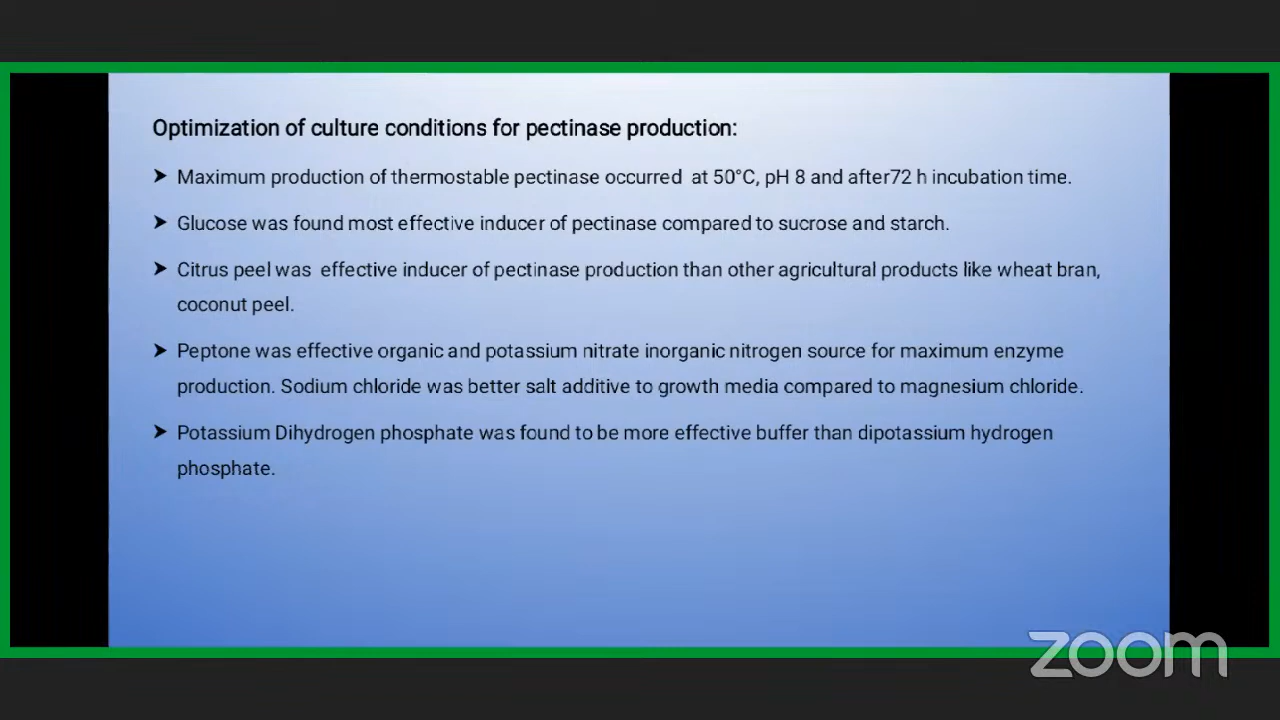 Optimization of culture conditions for pectinase production:
➤ Maximum production of thermostable pectinase occurred at 50°C, pH 8 and after72 h incubation time.
➤ Glucose was found most effective inducer of pectinase compared to sucrose and starch.
➤ Citrus peel was effective inducer of pectinase production than other agricultural products like wheat bran,
coconut peel.
➤ Peptone was effective organic and potassium nitrate inorganic nitrogen source for maximum enzyme
production. Sodium chloride was better salt additive to growth media compared to magnesium chloride.
➤ Potassium Dihydrogen phosphate was found to be more effective buffer than dipotassium hydrogen
phosphate.
zoom